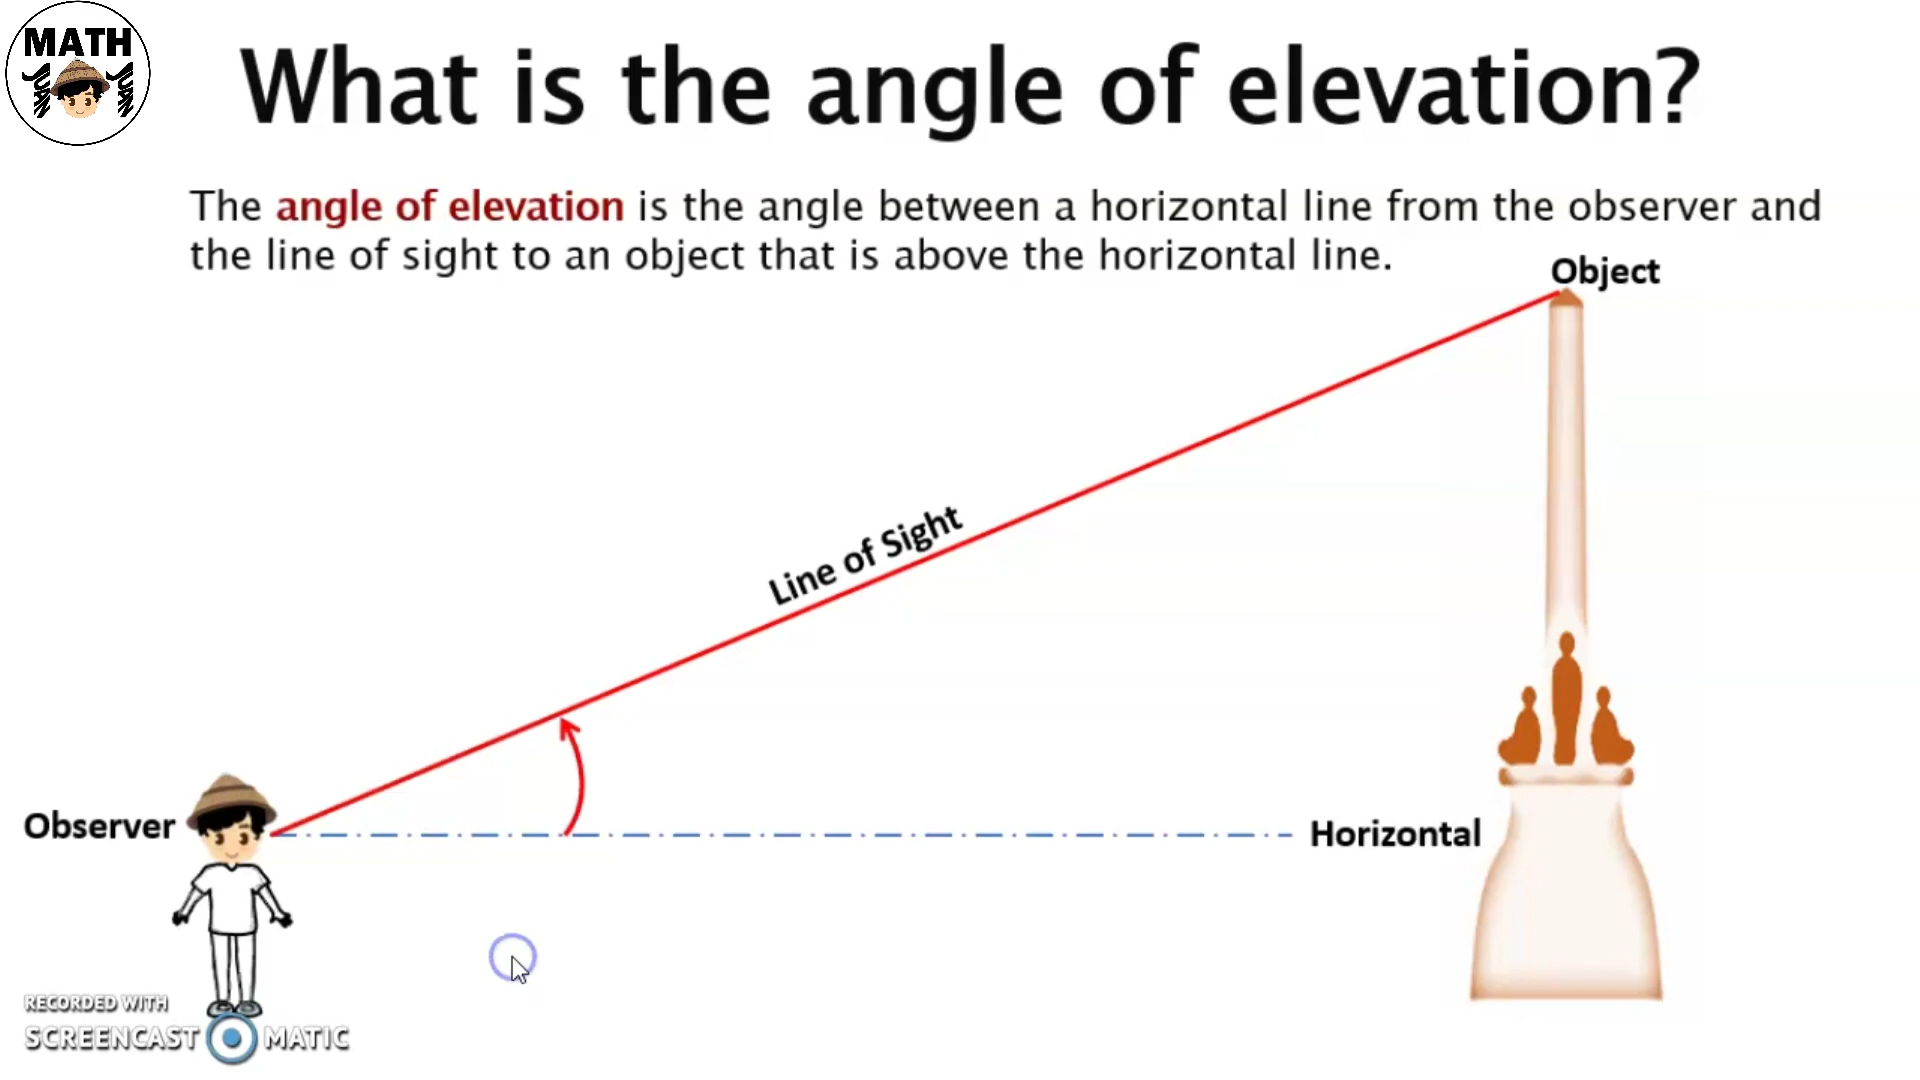 MATH
JUAN JUAN
What is the angle of elevation?
The angle of elevation is the angle between a horizontal line from the observer and
the line of sight to an object that is above the horizontal line.
Object
Line of Sight
Observer
Horizontal
RECORDED WITH
SCREENCAST MATIC